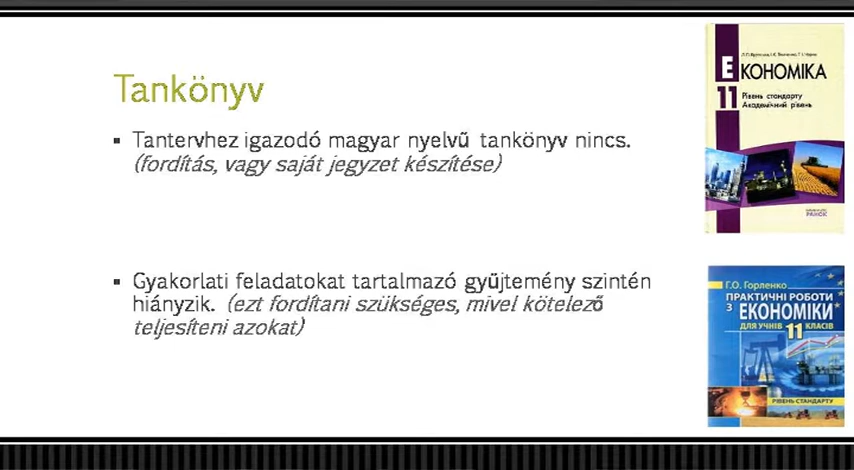 Tankönyv
▪ Tantervhez igazodó magyar nyelvű tankönyv nincs.
(fordítás, vagy saját jegyzet készítése)
▪ Gyakorlati feladatokat tartalmazó gyűjtemény szintén
hiányzik. (ezt fordítani szükséges, mivel kötelező
teljesíteni azokat)
ЕКОНОМІКА
11 Рівень стандарту
Академічний рівень
РАНОК
Г.О. Горленко
ПРАКТИЧНІ РОБОТИ
З ЕКОНОМІКИ
ДЛЯ УЧНІВ 11 КЛАСІВ
РІВЕНЬ СТАНДАРТУ